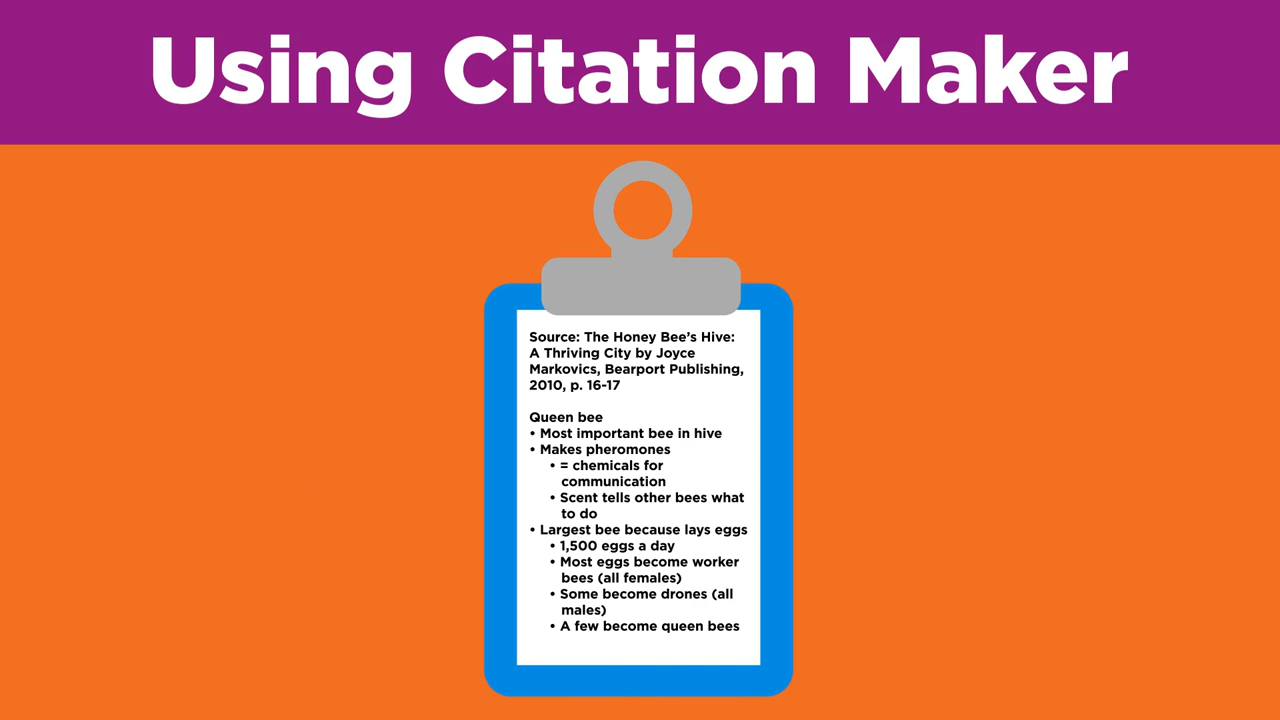 Using Citation Maker
Source: The Honey Bee's Hive:
A Thriving City by Joyce
Markovics, Bearport Publishing,
2010, p. 16-17
Queen bee
• Most important bee in hive
• Makes pheromones
• = chemicals for
communication
• Scent tells other bees what
to do
• Largest bee because lays eggs
• 1,500 eggs a day
• Most eggs become worker
bees (all females)
• Some become drones (all
males)
• A few become queen bees